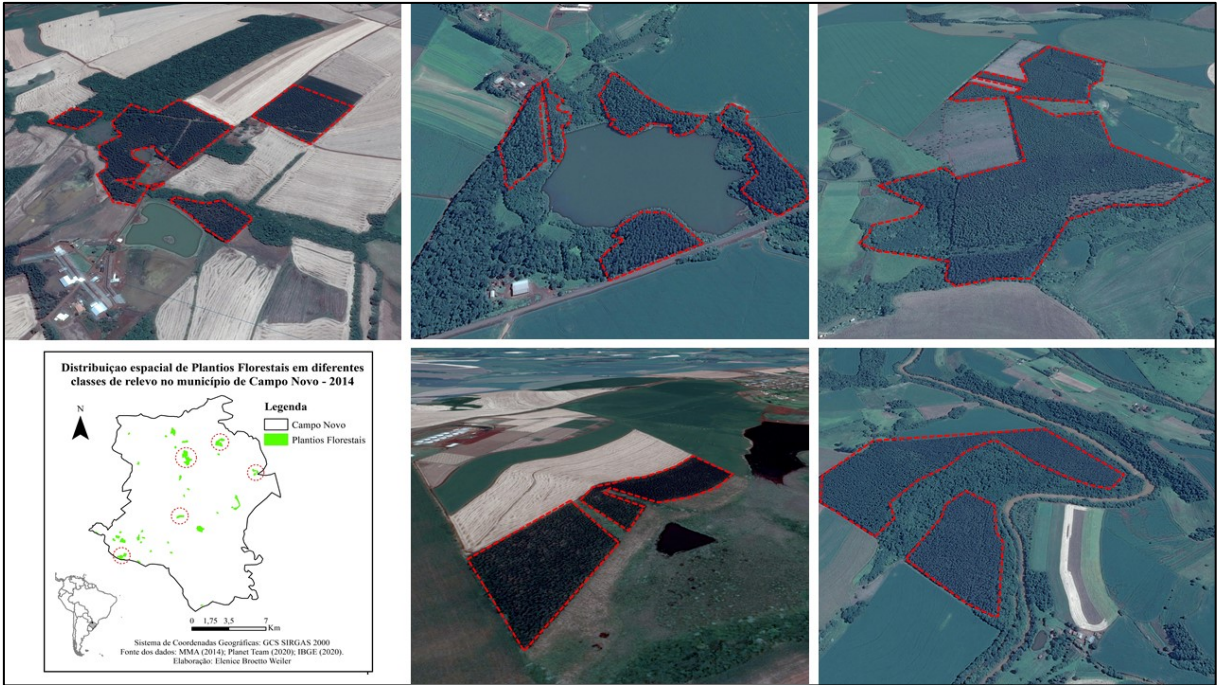 Distribuiçao espacial de Plantios Florestais em diferentes
classes de relevo no município de Campo Novo - 2014
N
Legenda
Campo Novo
Plantios Florestais
0 1,75 3,5 7
Km
Sistema de Coordenadas Geográficas: GCS SIRGAS 2000
Fonte dos dados: MMA (2014); Planet Team (2020); IBGE (2020).
Elaboração: Elenice Broetto Weiler